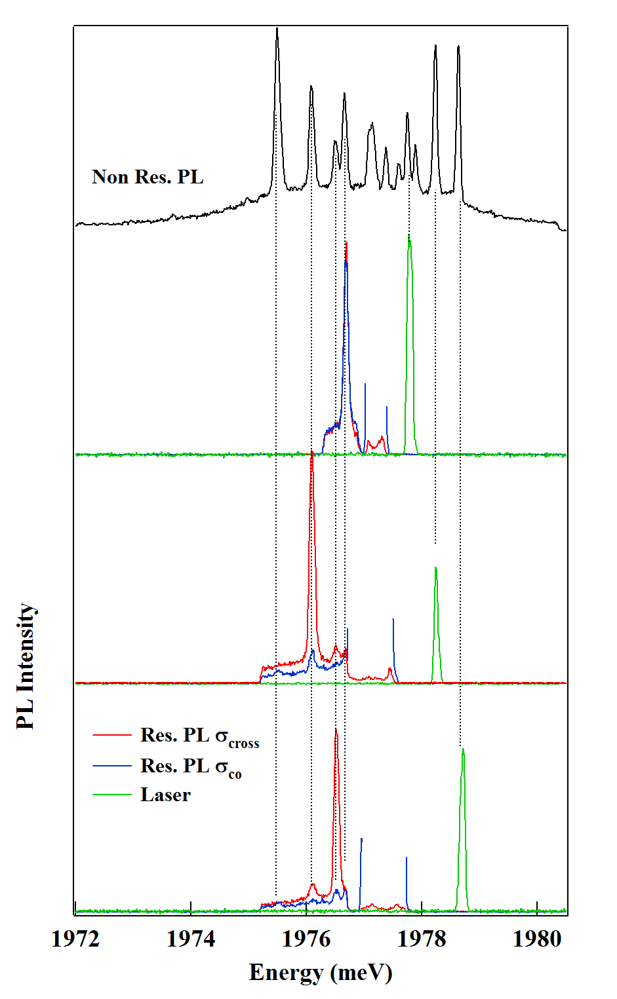 Non Res. PL
PL Intensity
Res. PL σcross
Res. PL σco
Laser
1972 1974 1976 1978 1980
Energy (meV)